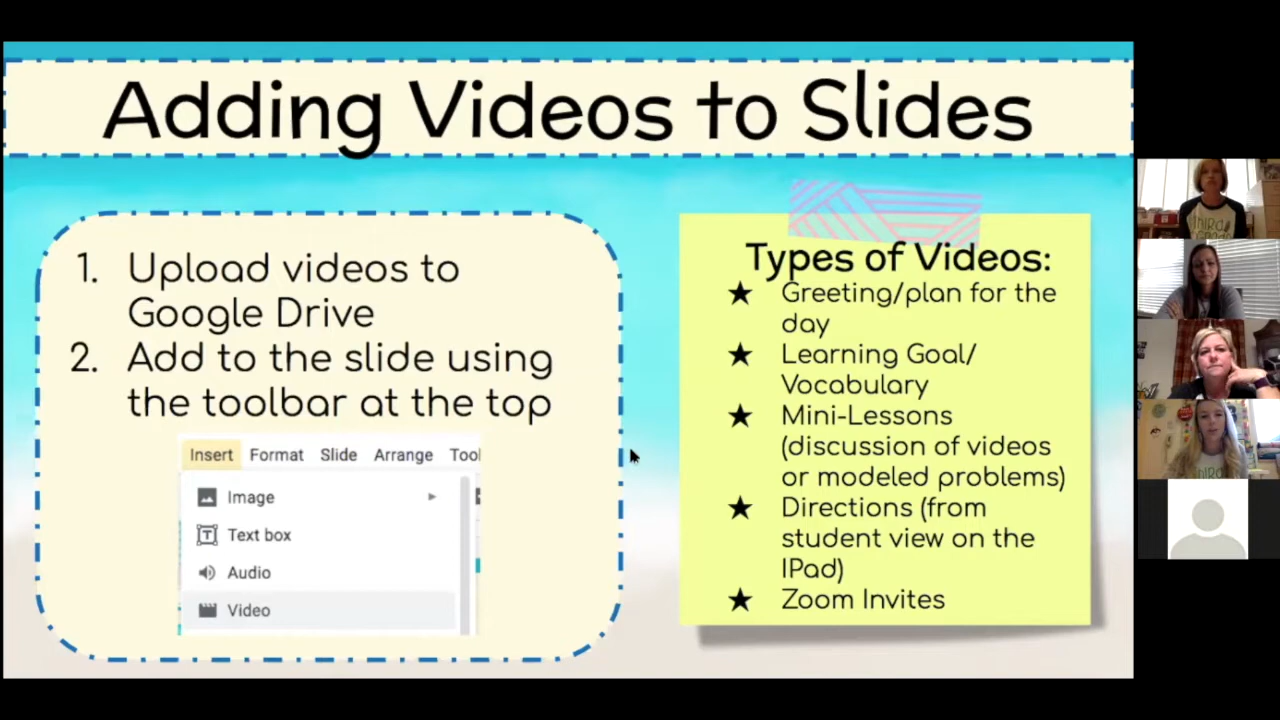 Adding Videos to Slides
1. Upload videos to
Google Drive
2. Add to the slide using
the toolbar at the top
Insert Format Slide Arrange
Image
Text box
Audio
Video
Types of Videos:
★ Greeting/plan for the
day
★ Learning Goal/
Vocabulary
★ Mini-Lessons
(discussion of videos
or modeled problems)
★ Directions (from
student view on the
IPad)
★ Zoom Invites